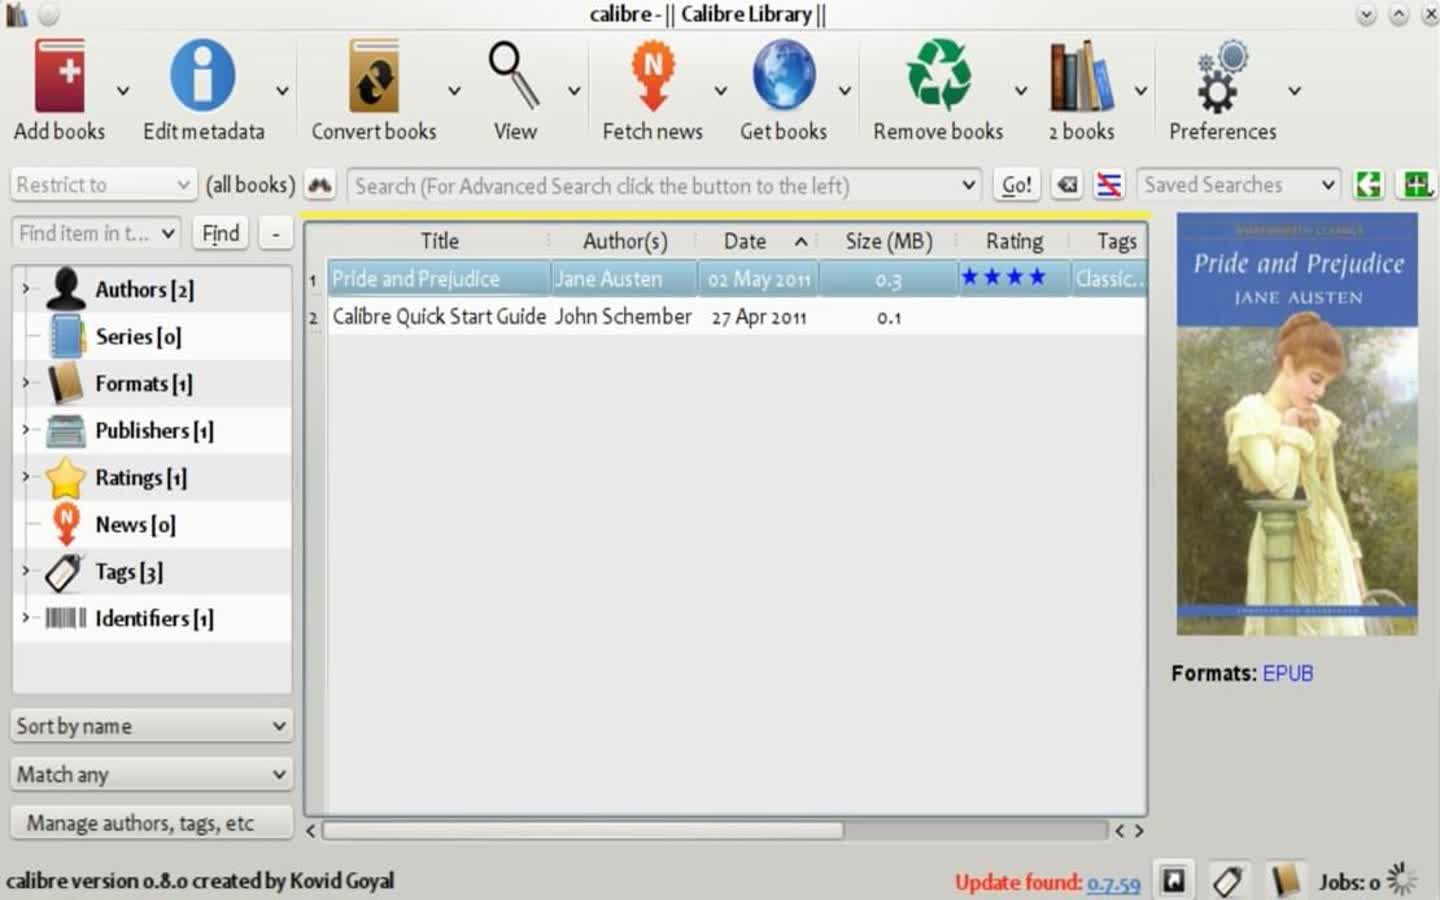 calibre - || Calibre Library ||
Add books
Edit metadata
Convert books
View
Fetch news
Get books
Remove books
2 books
Preferences
Restrict to
(all books)
Search (For Advanced Search click the button to the left)
Go!
Saved Searches
Find item in t...
Find
-
Title Author(s) Date Size (MB) Rating Tags
1 Pride and Prejudice Jane Austen 02 May 2011 0.3 ★★★★ Classic...
2 Calibre Quick Start Guide John Schember 27 Apr 2011 0.1
Authors [2]
Series [0]
Formats [1]
Publishers [1]
Ratings [1]
N
News [0]
Tags [3]
Identifiers [1]
Sort by name
Match any
Manage authors, tags, etc
Pride and Prejudice
JANE AUSTEN
Formats: EPUB
calibre version 0.8.0 created by Kovid Goyal
Update found: 0.7.59
Jobs: 0